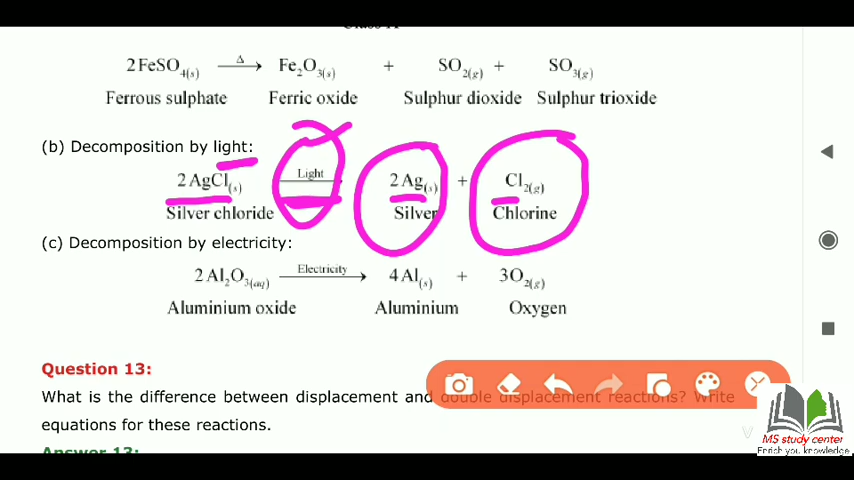 2FeSO4(s) Δ→ Fe2O3(s) + SO2(g) + SO3(g)
Ferrous sulphate Ferric oxide Sulphur dioxide Sulphur trioxide
(b) Decomposition by light:
2AgCl(s) Light→ 2Ag(s) + Cl2(g)
Silver chloride Silver Chlorine
(c) Decomposition by electricity:
2Al2O3(aq) Electricity→ 4Al(s) + 3O2(g)
Aluminium oxide Aluminium Oxygen
Question 13:
What is the difference between displacement and double displacement reactions? Write
equations for these reactions.
Answer 13:
MS study center
Enrich you knowledge